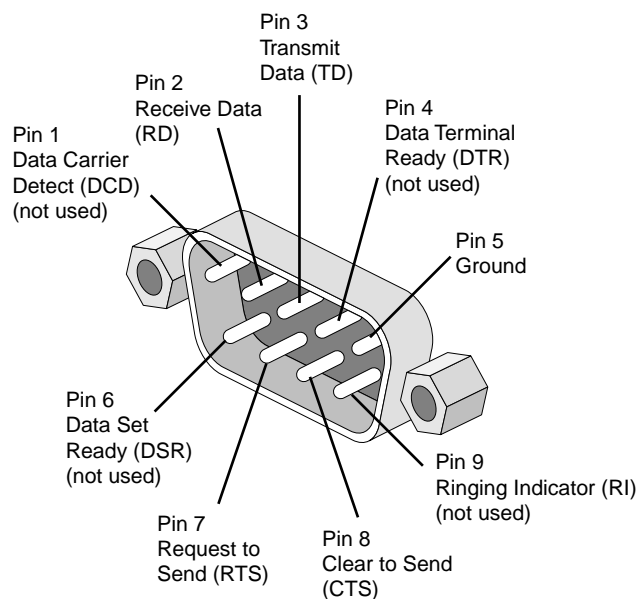 Pin 3
Transmit
Data (TD)
Pin 2
Receive Data
(RD)
Pin 4
Data Terminal
Ready (DTR)
(not used)
Pin 1
Data Carrier
Detect (DCD)
(not used)
Pin 5
Ground
Pin 6
Data Set
Ready (DSR)
(not used)
Pin 9
Ringing Indicator (RI)
(not used)
Pin 7
Request to
Send (RTS)
Pin 8
Clear to Send
(CTS)